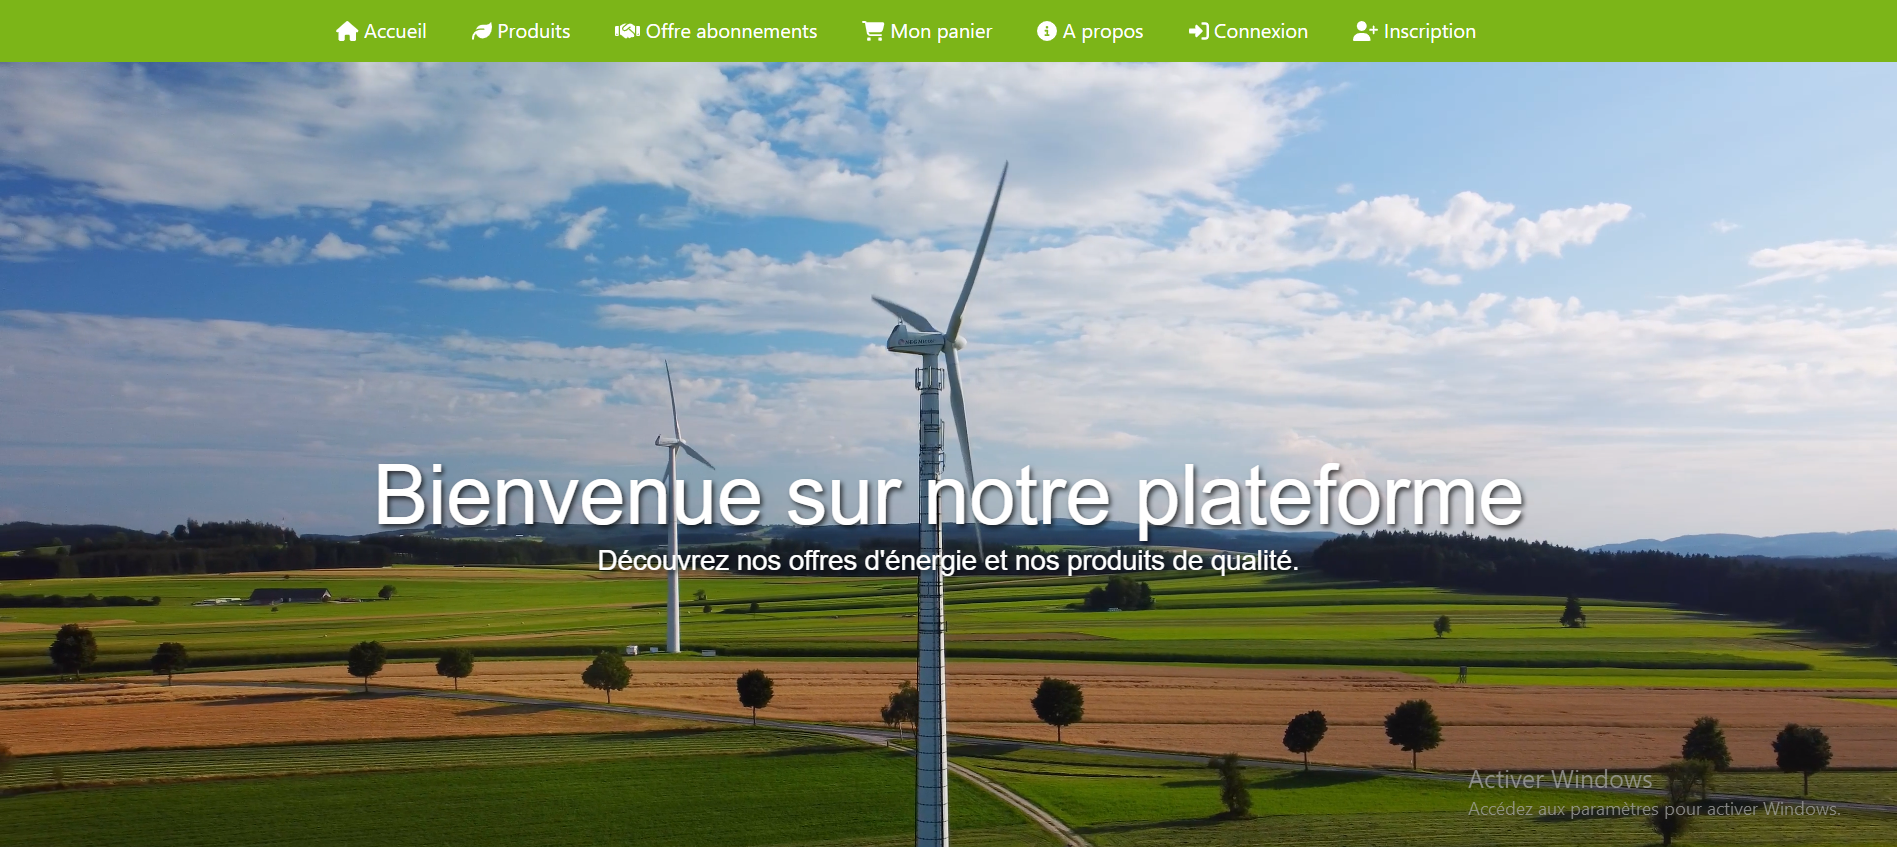 Accueil Produits Offre abonnements Mon panier A propos Connexion Inscription
Bienvenue sur notre plateforme
Découvrez nos offres d'énergie et nos produits de qualité.
Activer Windows
Accédez aux paramètres pour activer Windows.